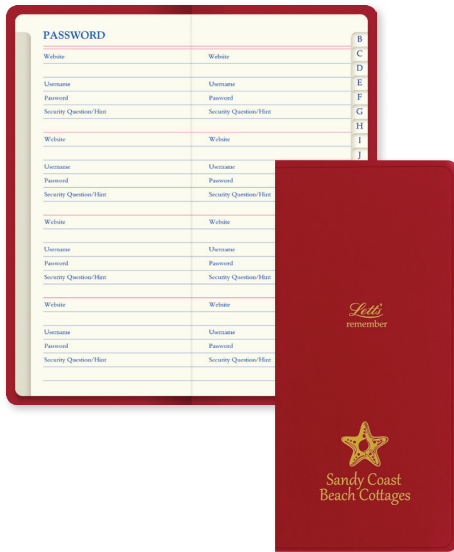 PASSWORD
Website Website
Username Username
Password Password
Security Question/Hint Security Question/Hint
Website Website
Username Username
Password Password
Security Question/Hint Security Question/Hint
Website Website
Username Username
Password Password
Security Question/Hint Security Question/Hint
Website Website
Username Username
Password Password
Security Question/Hint Security Question/Hint
B
C
D
E
F
G
H
I
J
Letts
remember
Sandy Coast
Beach Cottages